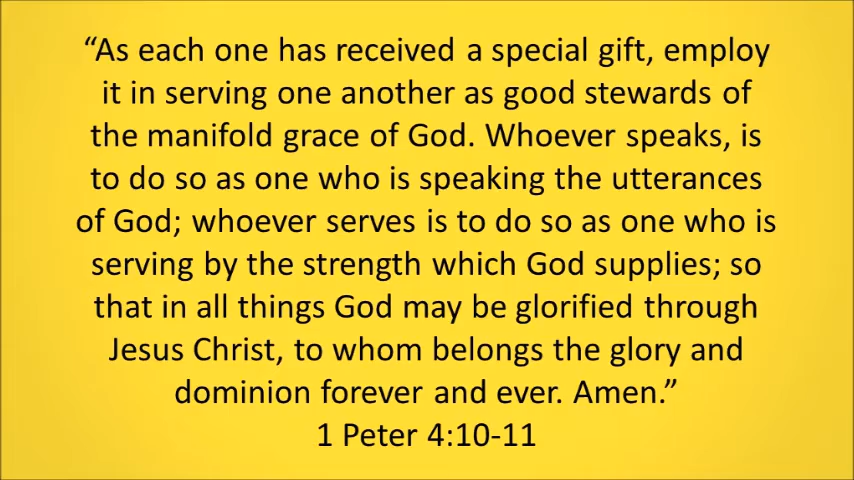 “As each one has received a special gift, employ
it in serving one another as good stewards of
the manifold grace of God. Whoever speaks, is
to do so as one who is speaking the utterances
of God; whoever serves is to do so as one who is
serving by the strength which God supplies; so
that in all things God may be glorified through
Jesus Christ, to whom belongs the glory and
dominion forever and ever. Amen.”
1 Peter 4:10-11